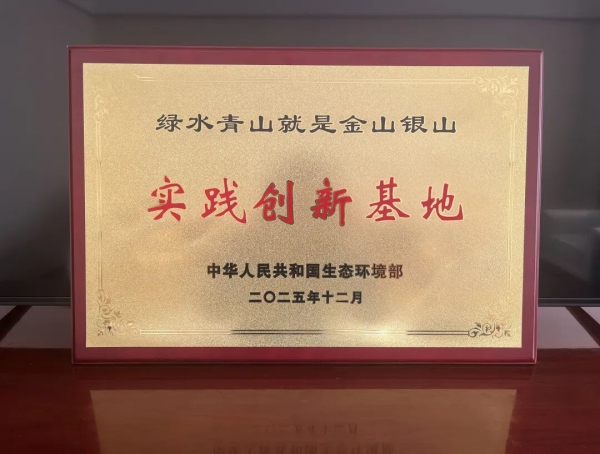 绿水青山就是金山银山
实践创新基地
中华人民共和国生态环境部
二〇二五年十二月